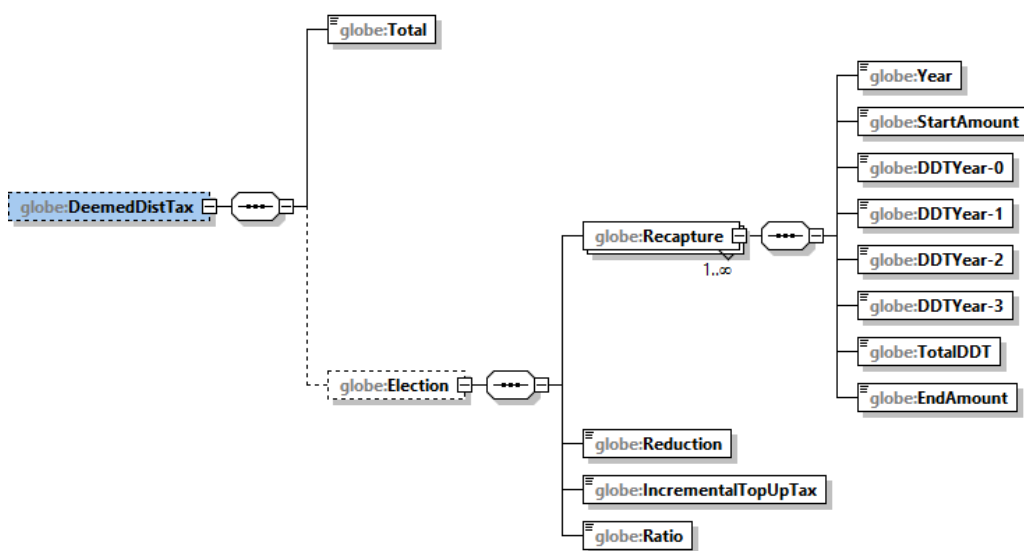 globe:Total
globe:Year
globe:StartAmount
globe:DDTYear-0
globe:DeemedDistTax
globe:DDTYear-1
globe:Recapture
1..∞
globe:DDTYear-2
globe:DDTYear-3
globe:TotalDDT
globe:Election
globe:EndAmount
globe:Reduction
globe:IncrementalTopUpTax
globe:Ratio